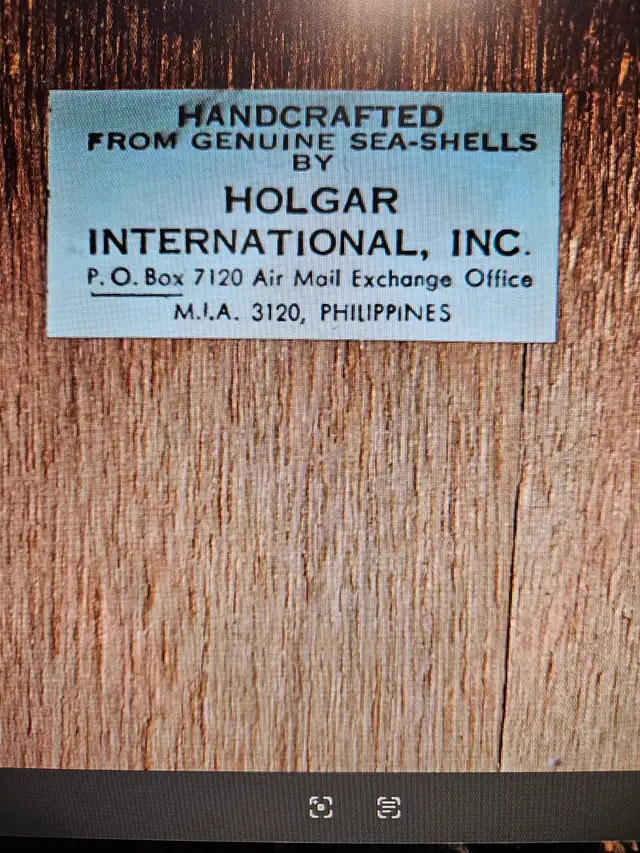 HANDCRAFTED
FROM GENUINE SEA-SHELLS
BY
HOLGAR
INTERNATIONAL, INC.
P.O. Box 7120 Air Mail Exchange Office
M.I.A. 3120, PHILIPPINES